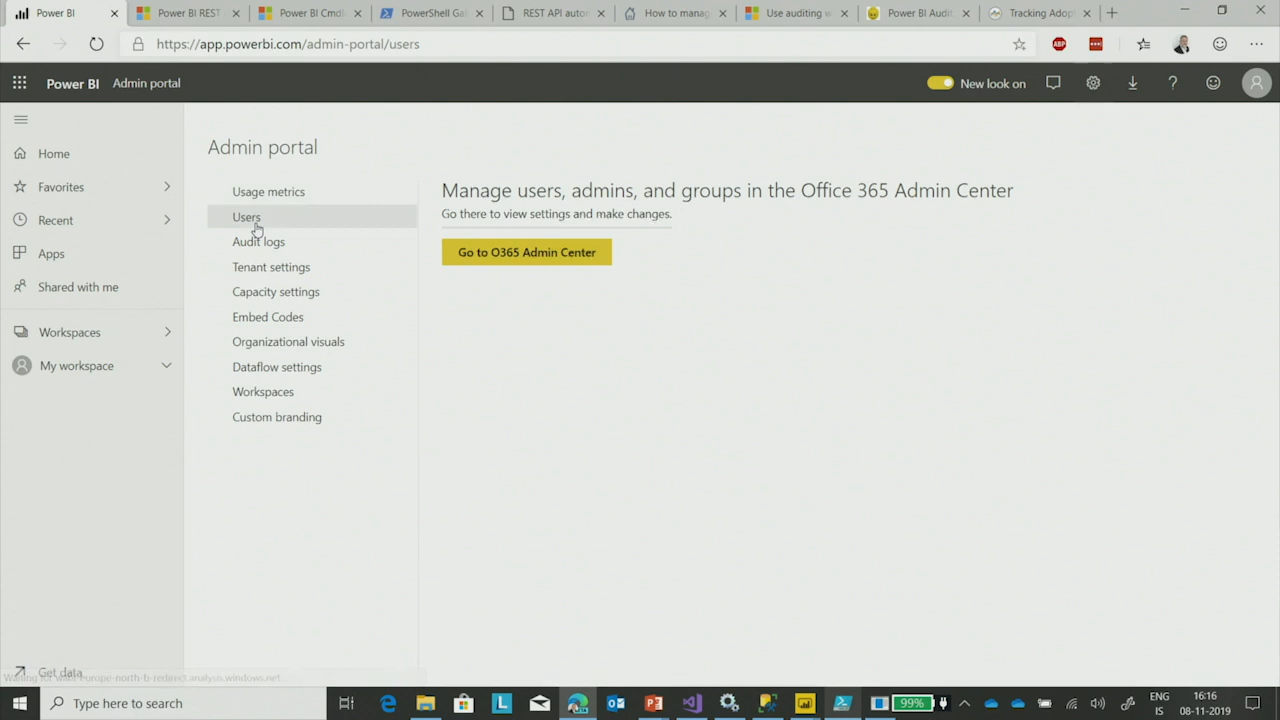 Power BI
Power BI REST
Power BI Cmdl
PowerShell Gal
REST API autor
How to manag
Use auditing w
Power BI Audit
Tracking Adop
https://app.powerbi.com/admin-portal/users
ABP
Power BI Admin portal
New look on
Home
Favorites
Recent
Apps
Shared with me
Workspaces
My workspace
Get data
Admin portal
Usage metrics
Users
Audit logs
Tenant settings
Capacity settings
Embed Codes
Organizational visuals
Dataflow settings
Workspaces
Custom branding
Manage users, admins, and groups in the Office 365 Admin Center
Go there to view settings and make changes.
Go to O365 Admin Center
Type here to search
99%
ENG
IS
16:16
08-11-2019